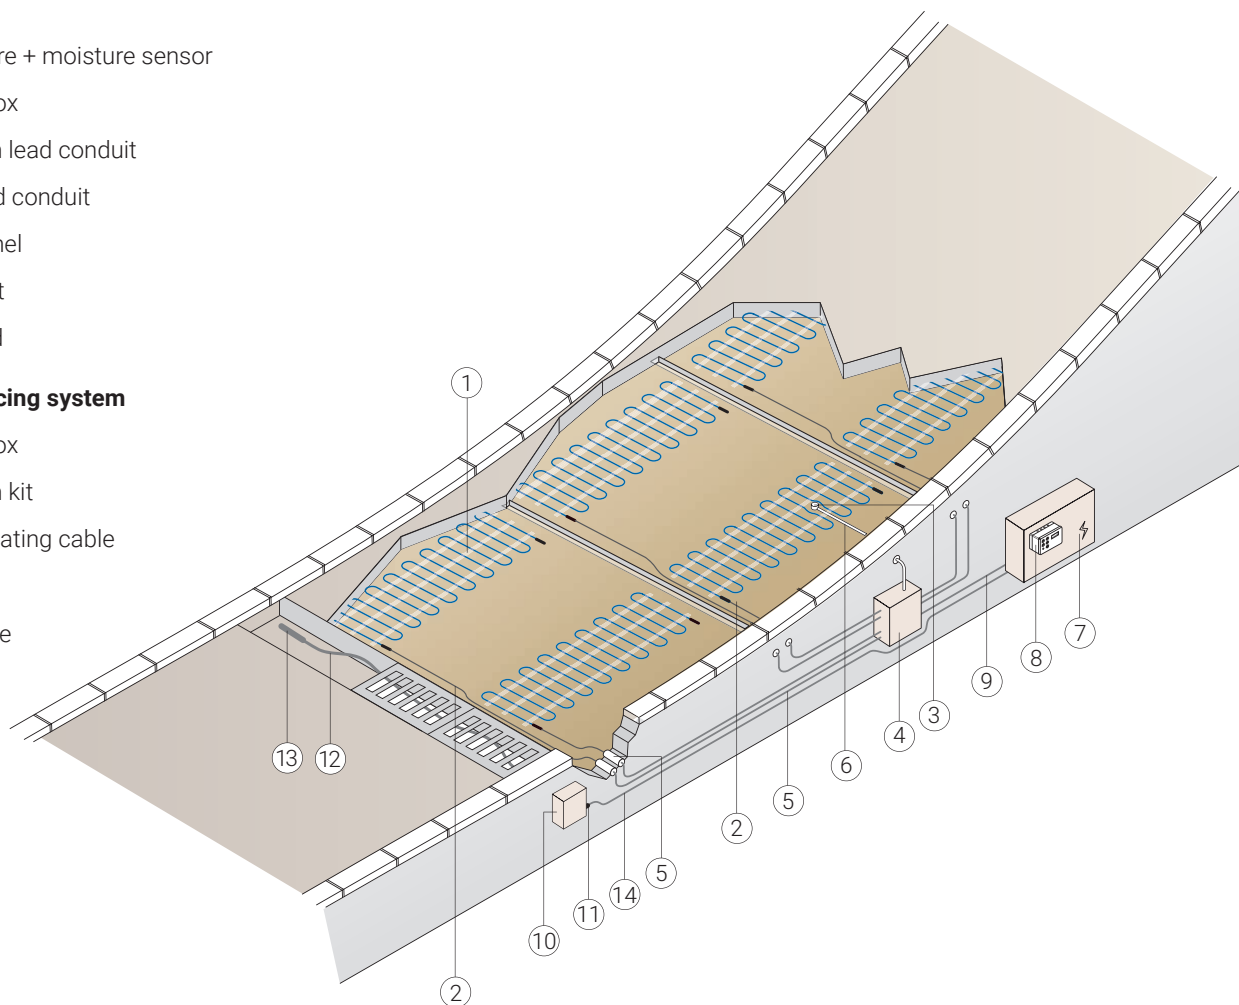 re + moisture sensor
ox
n lead conduit
d conduit
nel
t
d
cing system
ox
n kit
ating cable
e
1
2
2
3
4
5
5
6
7
8
9
10
11
12
13
14